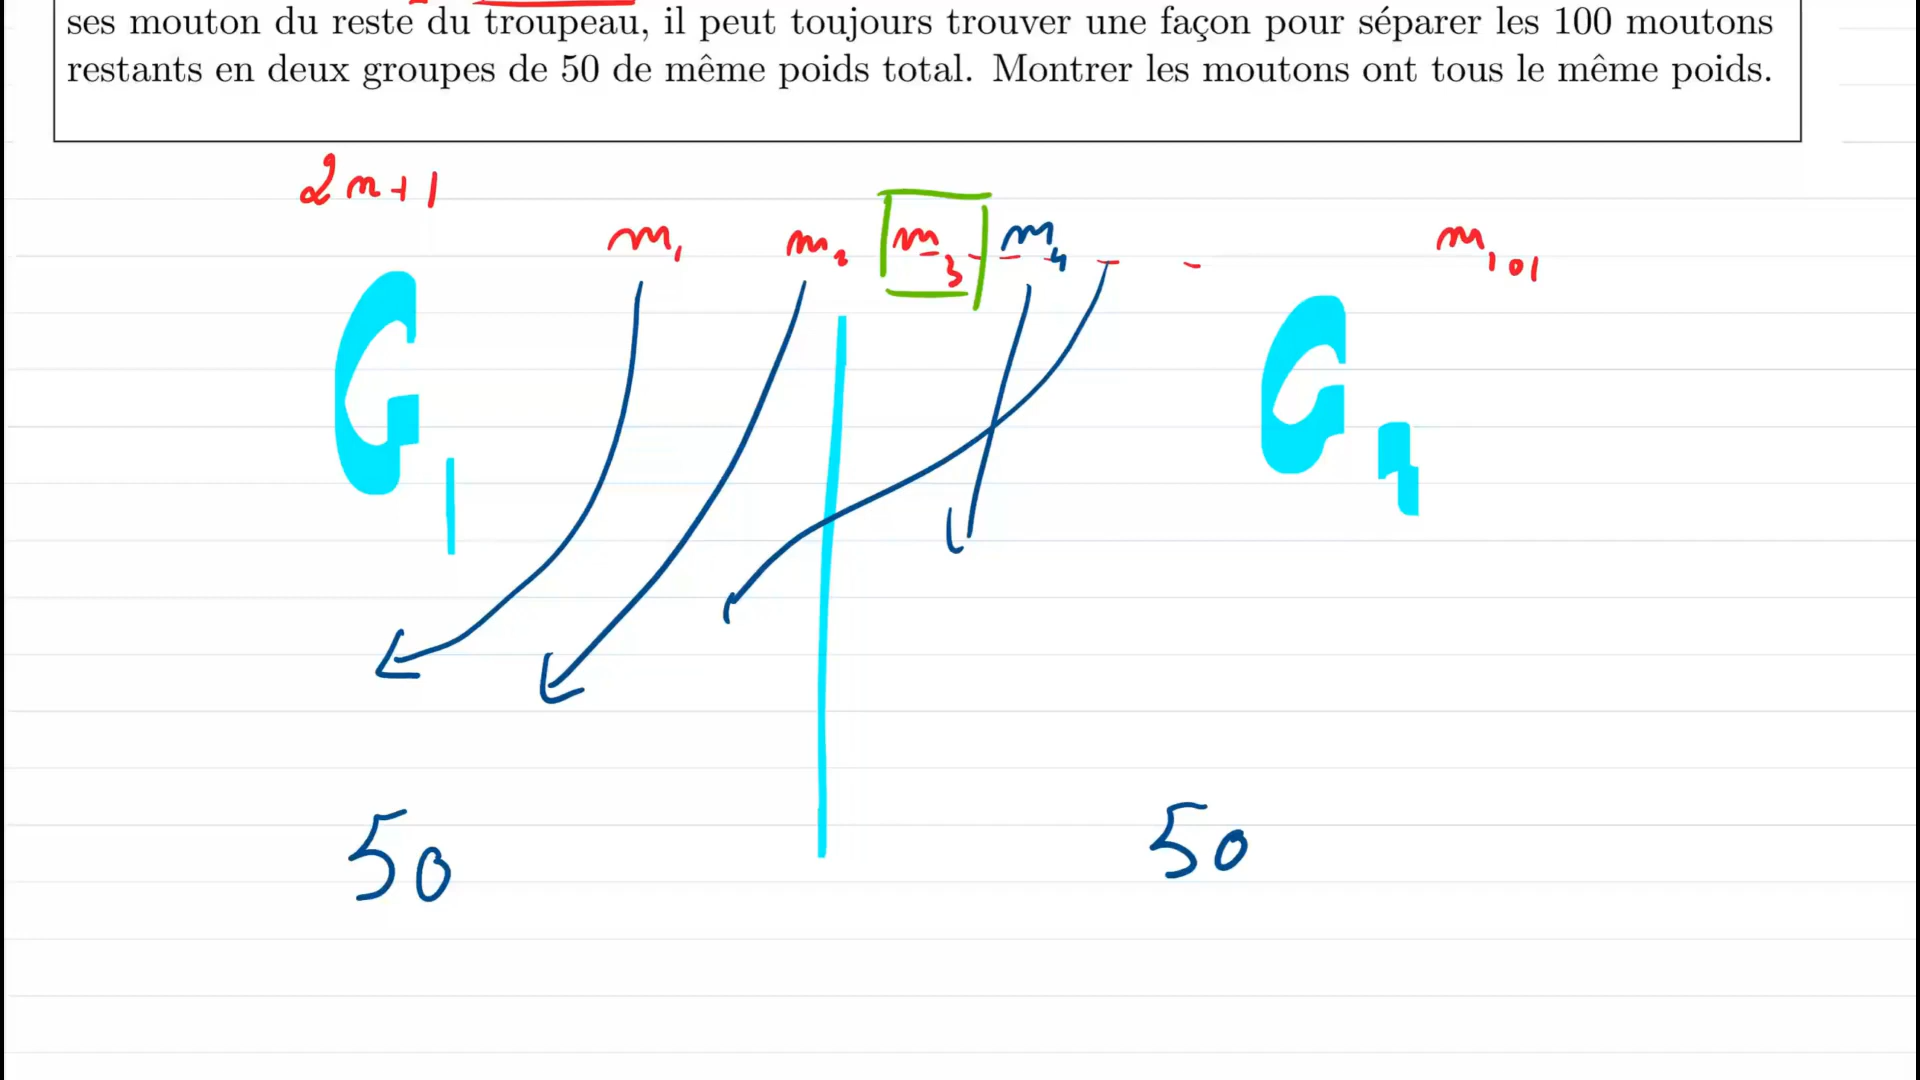 ses mouton du reste du troupeau, il peut toujours trouver une façon pour séparer les 100 moutons
restants en deux groupes de 50 de même poids total. Montrer les moutons ont tous le même poids.
2n+1
m₁ m₂ m₃ - - m₄ - - m₁₀₁
G₁
50 50